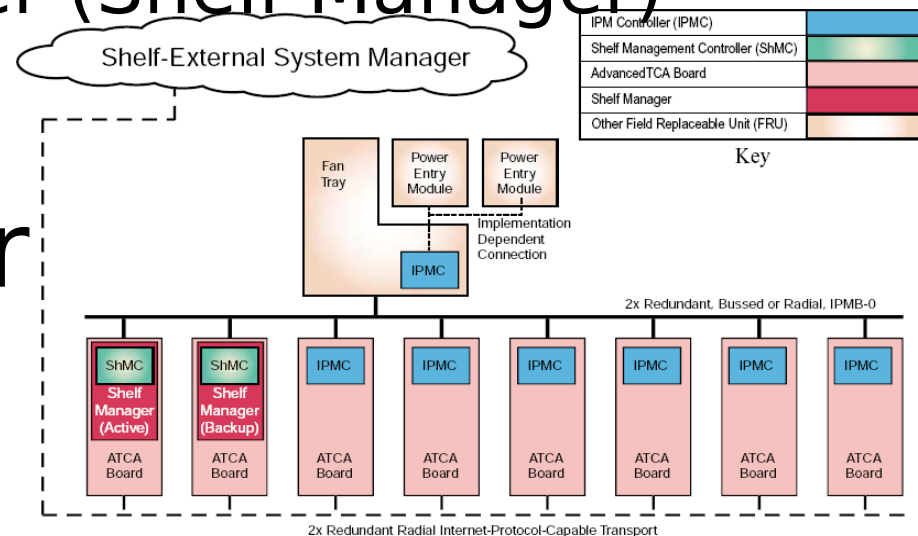 er (Shelf Manager)
r
Shelf-External System Manager
IPM Controller (IPMC)
Shelf Management Controller (ShMC)
AdvancedTCA Board
Shelf Manager
Other Field Replaceable Unit (FRU)
Key
Fan
Tray
Power
Entry
Module
Power
Entry
Module
Implementation
Dependent
Connection
IPMC
2x Redundant, Bussed or Radial, IPMB-0
ShMC
Shelf
Manager
(Active)
ATCA
Board
ShMC
Shelf
Manager
(Backup)
ATCA
Board
IPMC
ATCA
Board
IPMC
ATCA
Board
IPMC
ATCA
Board
IPMC
ATCA
Board
IPMC
ATCA
Board
IPMC
ATCA
Board
2x Redundant Radial Internet-Protocol-Capable Transport